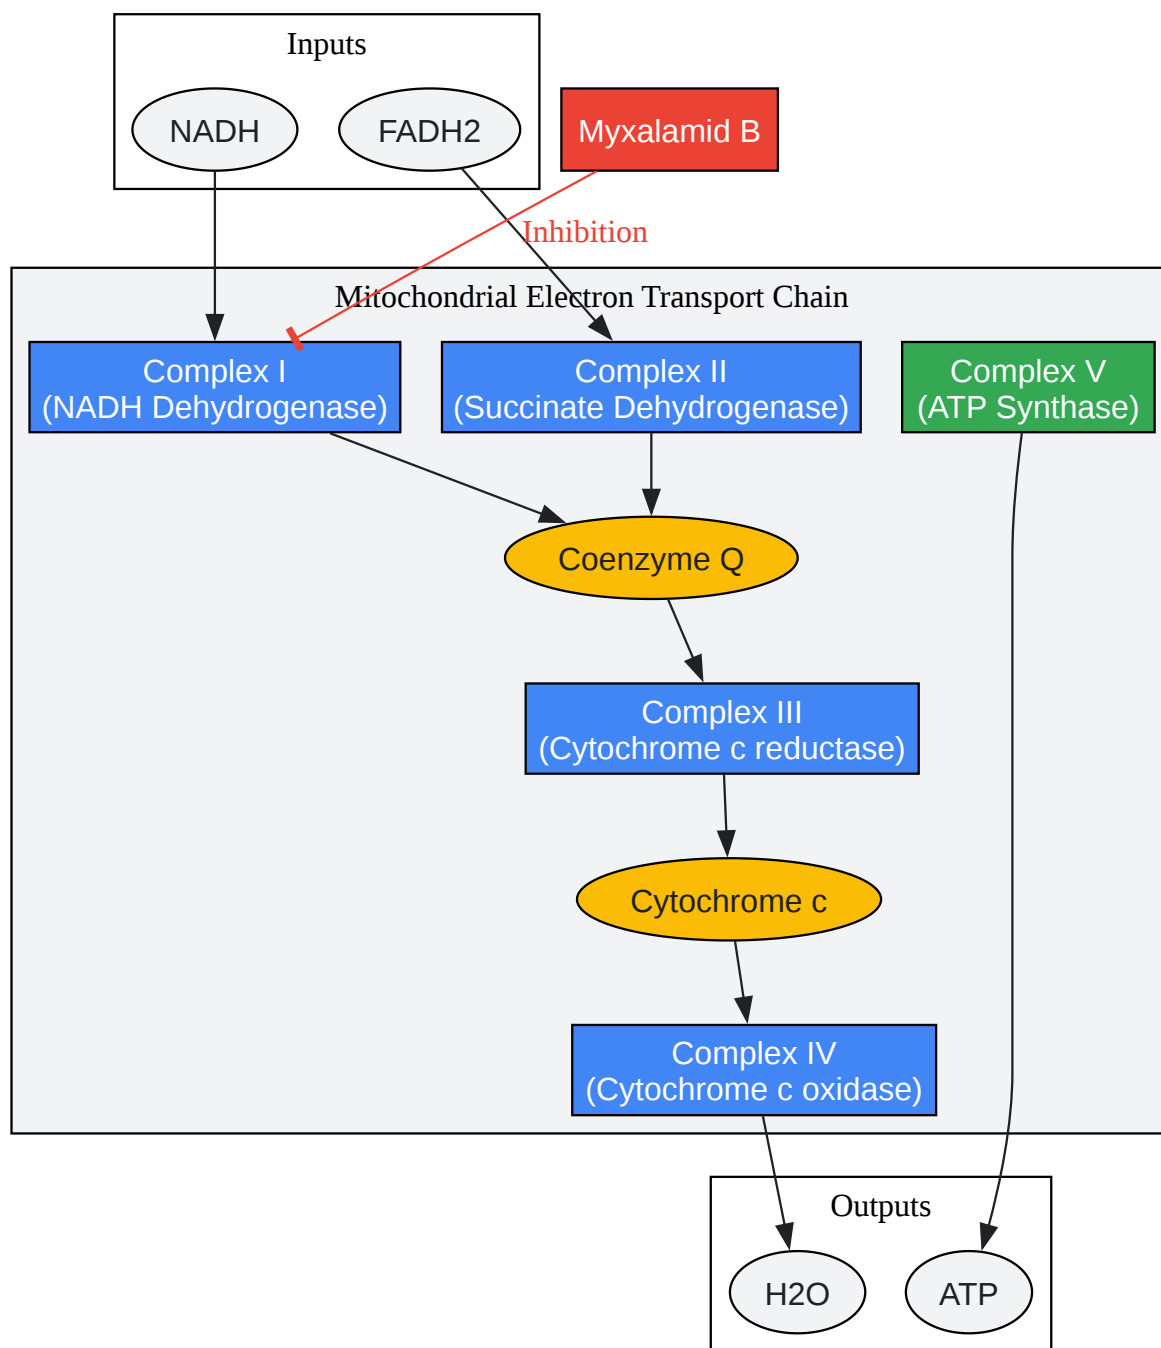 Inputs
NADH
FADH2
Myxalamid B
Inhibition
Mitochondrial Electron Transport Chain
Complex I
(NADH Dehydrogenase)
Complex II
(Succinate Dehydrogenase)
Complex V
(ATP Synthase)
Coenzyme Q
Complex III
(Cytochrome c reductase)
Cytochrome c
Complex IV
(Cytochrome c oxidase)
Outputs
H2O
ATP